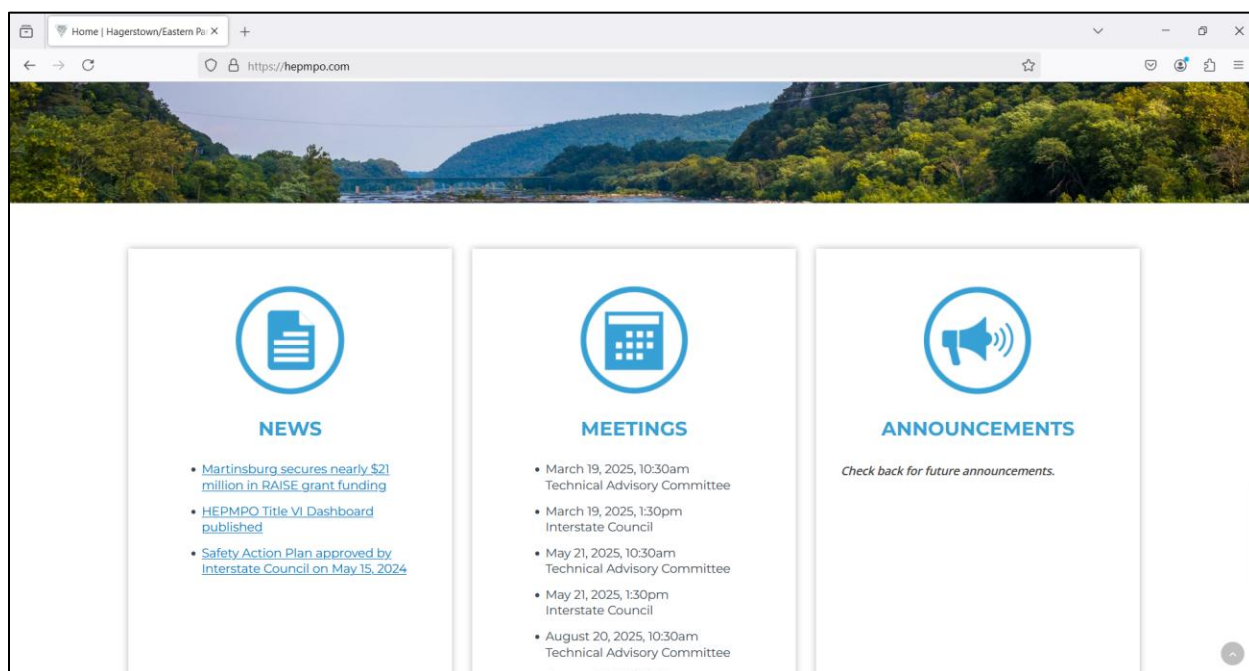 Home | Hagerstown/Eastern Pa
https://hepmpo.com
NEWS
• Martinsburg secures nearly $21
million in RAISE grant funding
• HEPMPO Title VI Dashboard
published
• Safety Action Plan approved by
Interstate Council on May 15, 2024
MEETINGS
• March 19, 2025, 10:30am
Technical Advisory Committee
• March 19, 2025, 1:30pm
Interstate Council
• May 21, 2025, 10:30am
Technical Advisory Committee
• May 21, 2025, 1:30pm
Interstate Council
• August 20, 2025, 10:30am
Technical Advisory Committee
ANNOUNCEMENTS
Check back for future announcements.